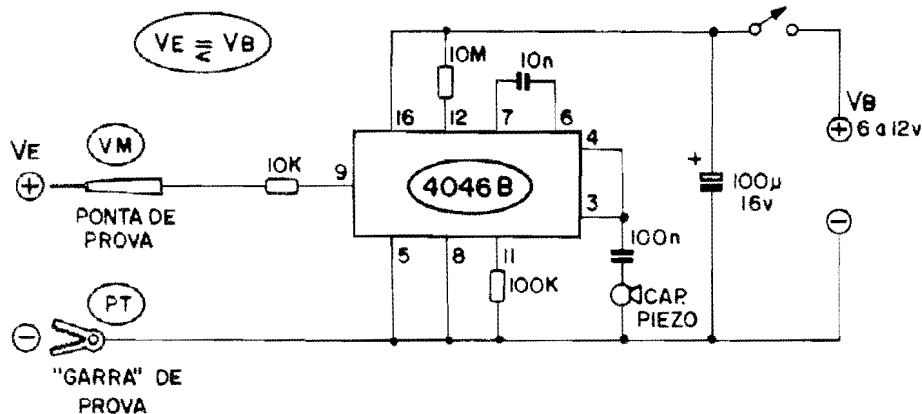 VE ≦ VB
10M
10n
16
12
7
6
VB
6 a 12v
VE
VM
10K
9
4046B
4
3
+
100μ
16v
PONTA DE
PROVA
5
8
11
100K
100n
CAP.
PIEZO
PT
"GARRA" DE
PROVA